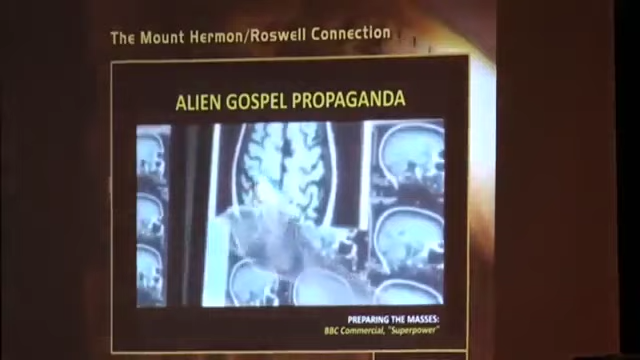 The Mount Hermon/Roswell Connection
ALIEN GOSPEL PROPAGANDA
PREPARING THE MASSES:
BBC Commercial, "Superpower"